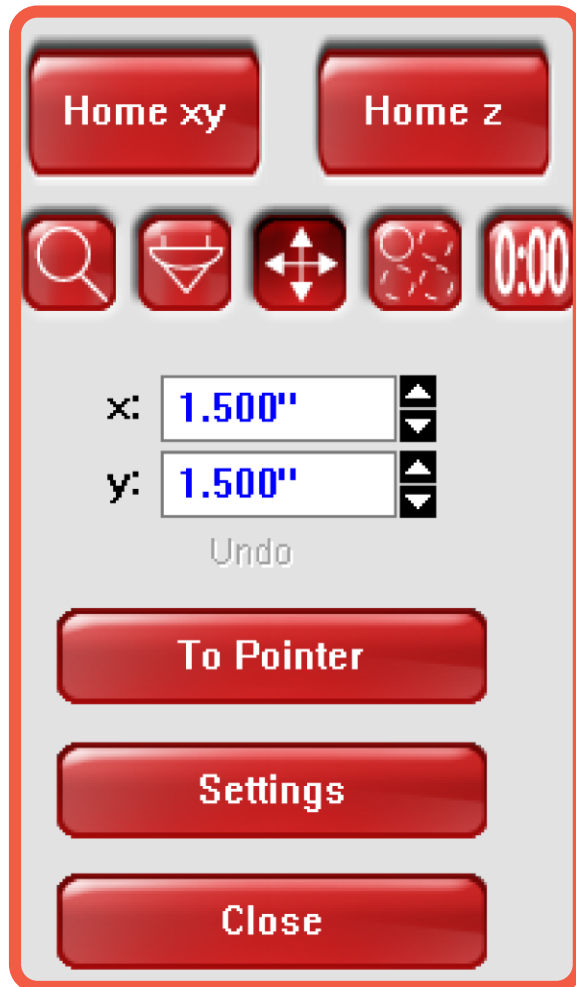 Home xy Home z
0:00
x: 1.500"
y: 1.500"
Undo
To Pointer
Settings
Close